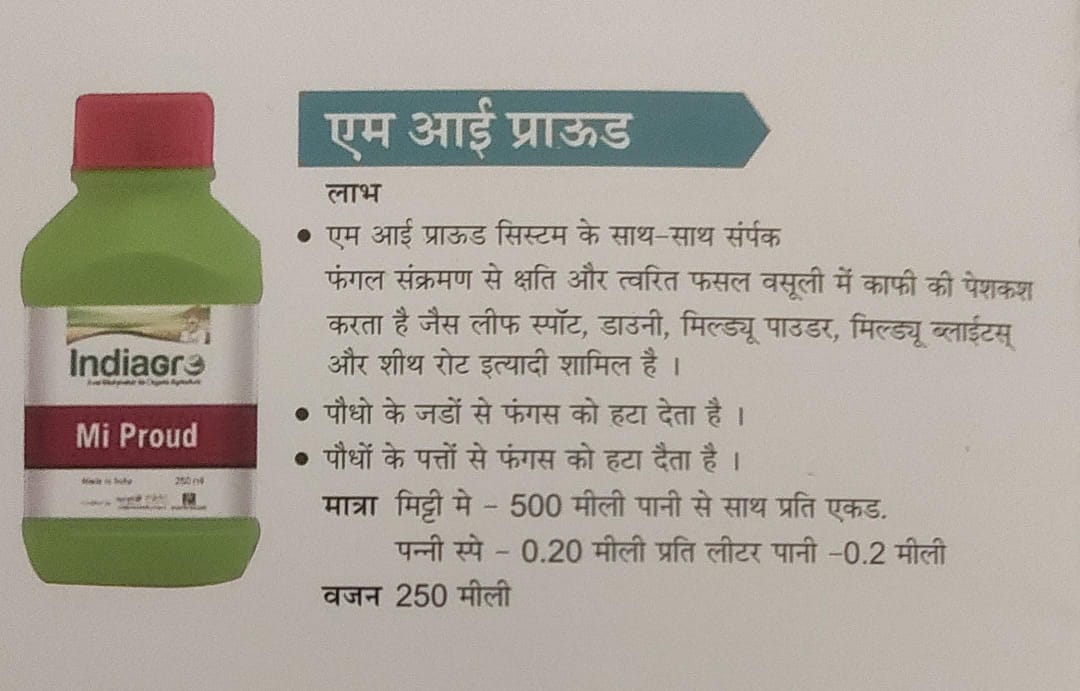 एम आई प्राऊड
लाभ
• एम आई प्राऊड सिस्टम के साथ-साथ संर्पक
फंगल संक्रमण से क्षति और त्वरित फसल वसूली में काफी की पेशकश
करता है जैस लीफ स्पॉट, डाउनी, मिल्ड्यू पाउडर, मिल्ड्यू ब्लाईटस्
और शीथ रोट इत्यादी शामिल है ।
• पौधो के जडों से फंगस को हटा देता है ।
• पौधों के पत्तों से फंगस को हटा दैता है ।
मात्रा मिट्टी मे - 500 मीली पानी से साथ प्रति एकड.
पन्नी स्पे - 0.20 मीली प्रति लीटर पानी -0.2 मीली
वजन 250 मीली
Indiagro
Mi Proud
Made in India 250 ml